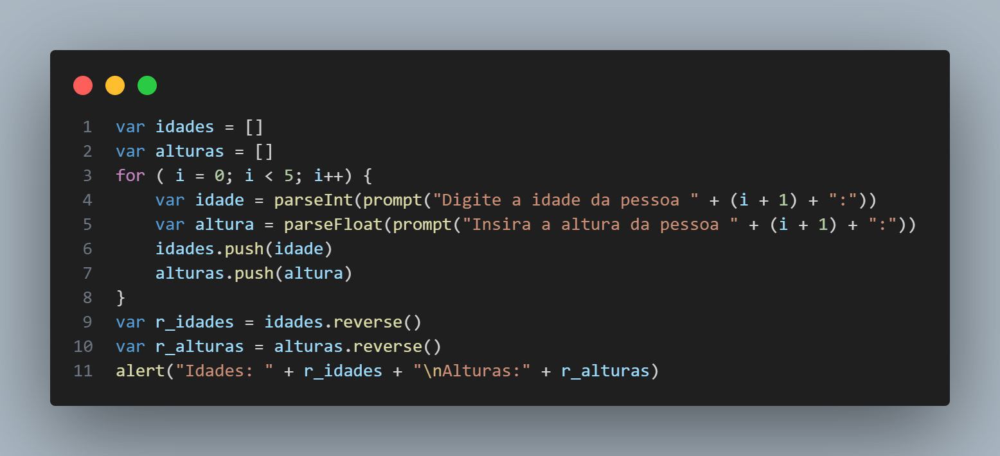 1 var idades = []
2 var alturas = []
3 for ( i = 0; i < 5; i++) {
4     var idade = parseInt(prompt("Digite a idade da pessoa " + (i + 1) + ":"))
5     var altura = parseFloat(prompt("Insira a altura da pessoa " + (i + 1) + ":"))
6     idades.push(idade)
7     alturas.push(altura)
8 }
9 var r_idades = idades.reverse()
10 var r_alturas = alturas.reverse()
11 alert("Idades: " + r_idades + "\nAlturas:" + r_alturas)